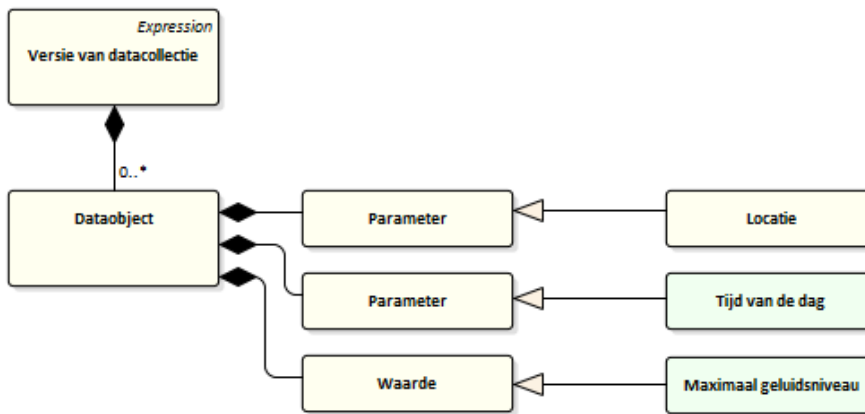 Expression
Versie van datacollectie
0..*
Dataobject
Parameter
Locatie
Parameter
Tijd van de dag
Waarde
Maximaal geluidsniveau